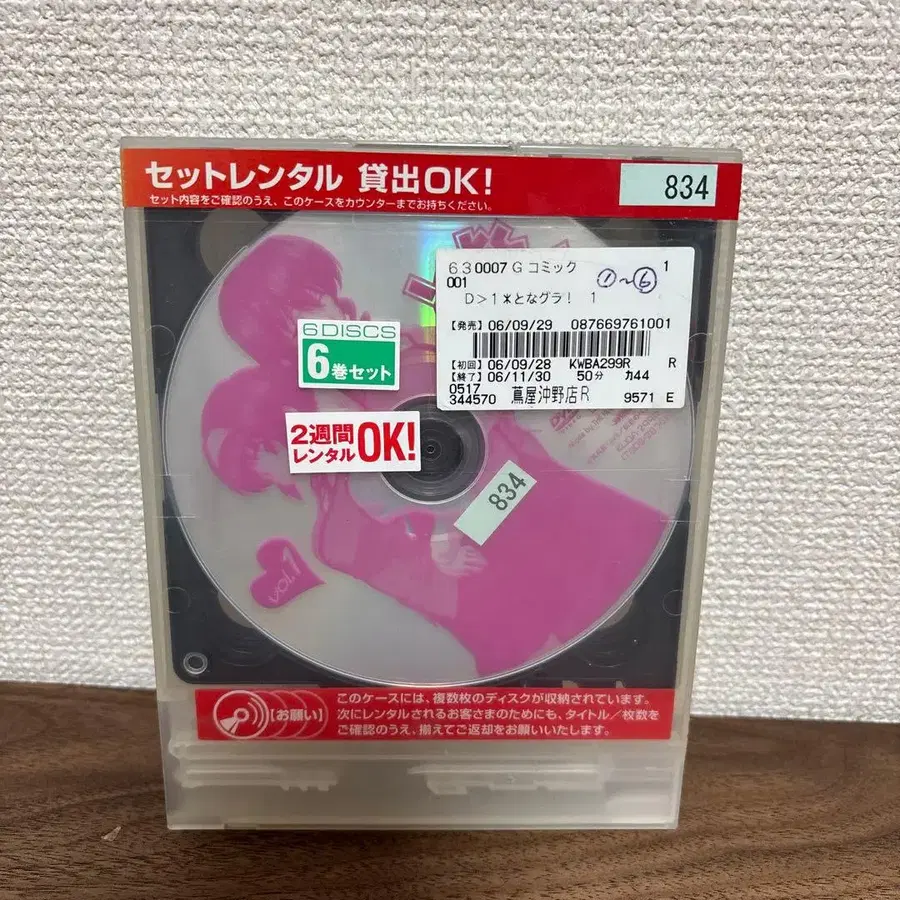 セットレンタル 貸出OK!
セット内容をご確認のうえ、このケースをカウンターまでお持ちください。
834
630007 G コミック 1
001 ①~⑥
D>1*となグラ! 1
【発売】06/09/29 087669761001
【初回】06/09/28 KWBA299R R
【終了】06/11/30 50分 カ44
0517
344570 蔦屋沖野店R 9571 E
6DISCS
6巻セット
2週間
レンタルOK!
834
vol.1
【お願い】
このケースには、複数枚のディスクが収納されています。
次にレンタルされるお客さまのためにも、タイトル/枚数を
ご確認のうえ、揃えてご返却をお願いいたします。